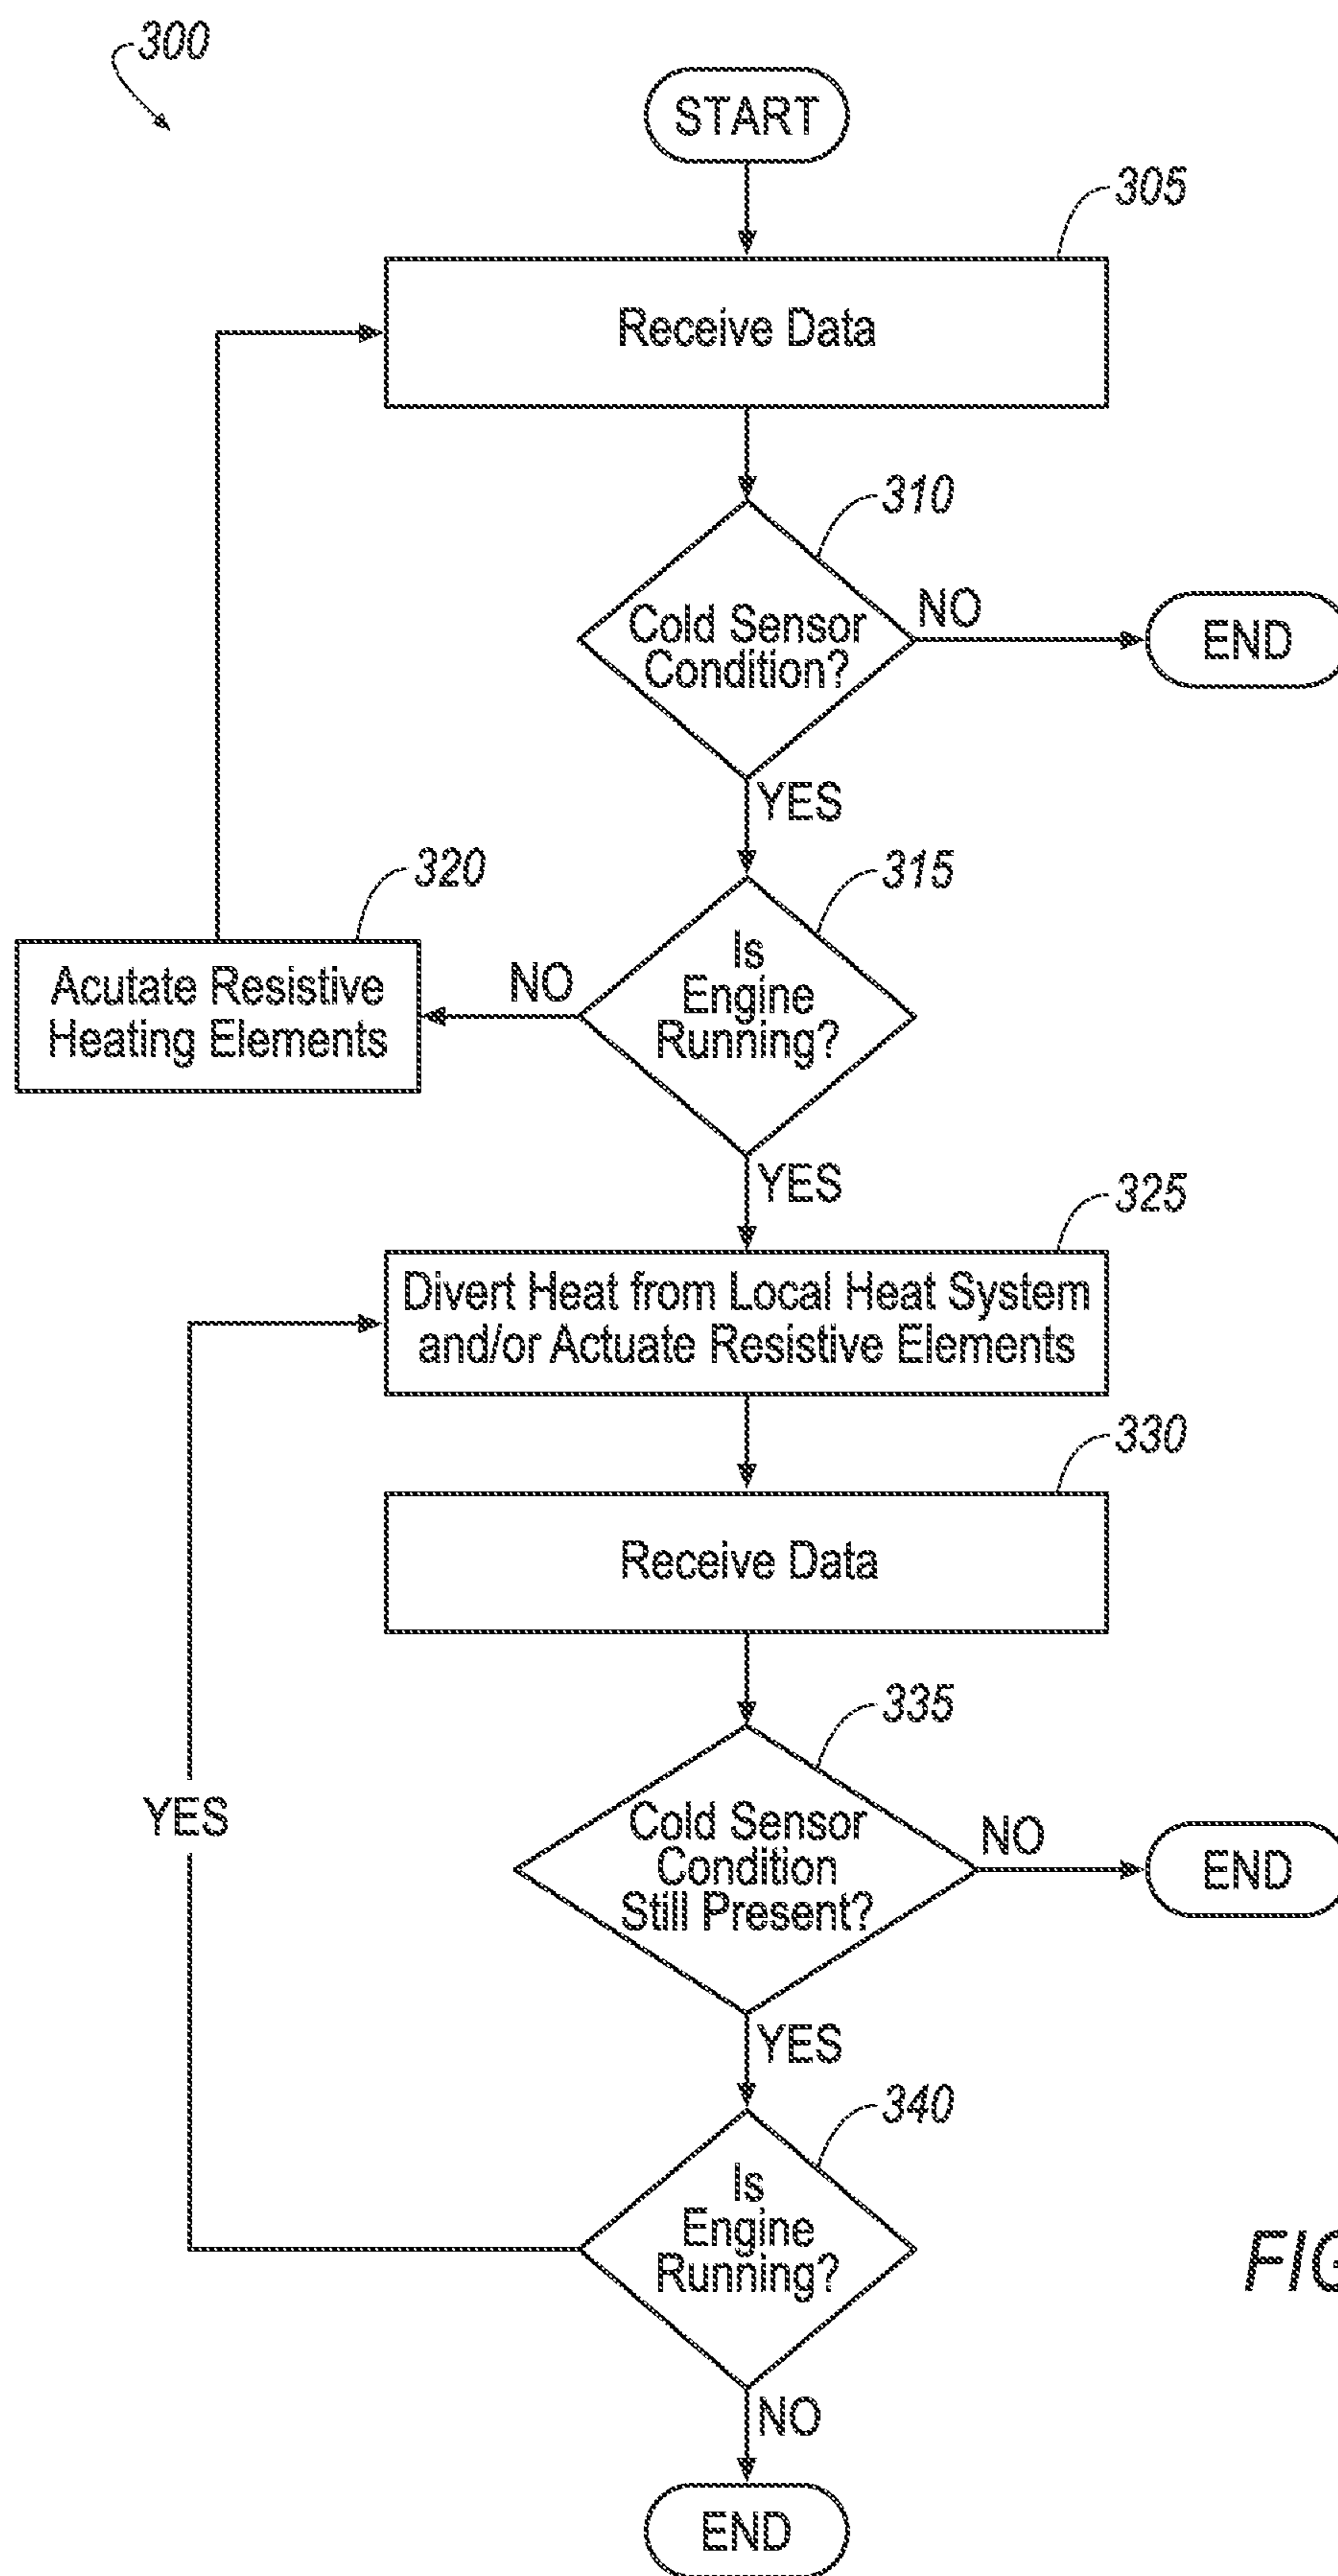 300
START
305
Receive Data
310
Cold Sensor
Condition?
NO
END
YES
315
Is
Engine
Running?
NO
320
Acutate Resistive
Heating Elements
YES
325
Divert Heat from Local Heat System
and/or Actuate Resistive Elements
330
Receive Data
335
Cold Sensor
Condition
Still Present?
NO
END
YES
YES
340
Is
Engine
Running?
NO
END
FIG